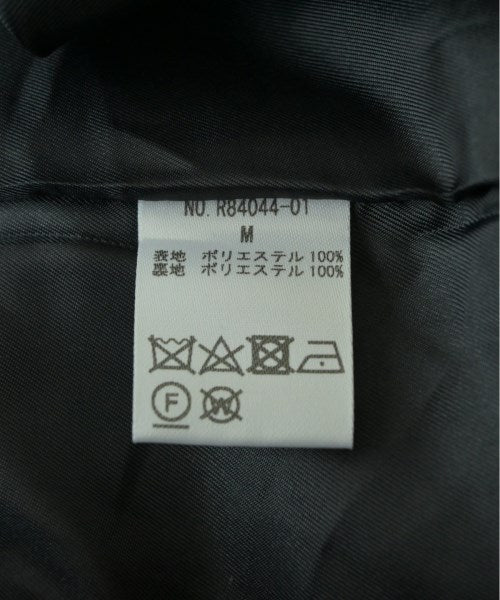 NO. R84044-01
M
表地 ポリエステル 100%
裏地 ポリエステル 100%
F W